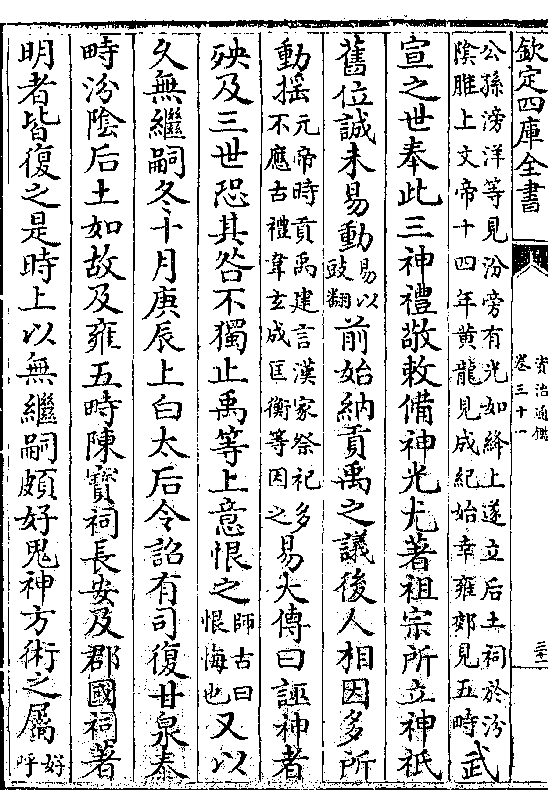 欽定四庫全書
資治通鑑
卷三十一
公孫滂洋等見汾旁有光如絳上遂立后土祠於汾
陰脽上文帝十四年黃龍見成紀始幸雍郊見五畤
武
宣之世奉此三神禮敬敕備神光尤著祖宗所立神祇
舊位誠未易動
易以
豉翻
前始納貢禹之議後人相因多所
動揺
元帝時貢禹建言漢家祭祀多
不應古禮韋玄成匡衡等因之
易大傳曰誣神者
殃及三世恐其咎不獨止禹等上意恨之
師古曰
恨悔也
又以
久無繼嗣冬十月庚辰上白太后令詔有司復甘泉泰
畤汾陰后土如故及雍五畤陳寶祠長安及郡國祠著
明者皆復之是時上以無繼嗣頗好鬼神方術之屬
好
呼